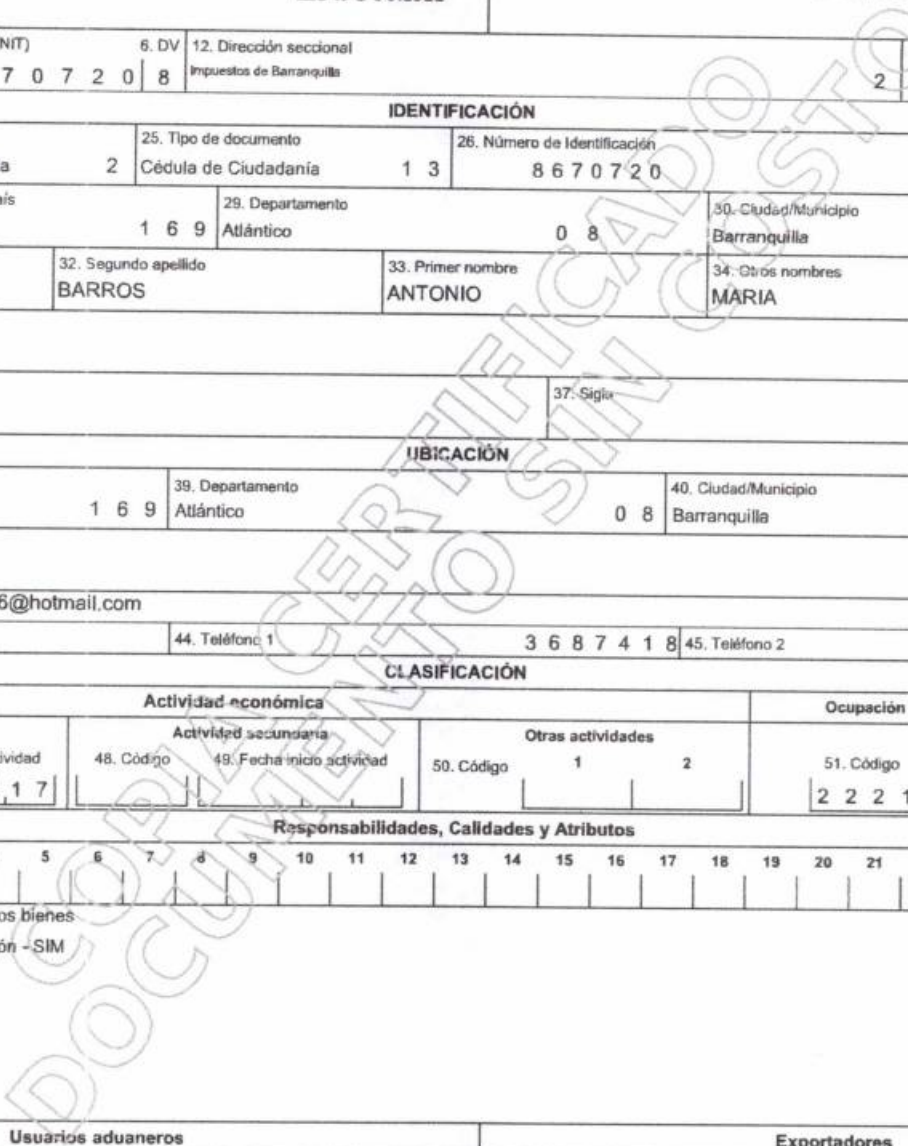 NIT) 6. DV 12. Dirección seccional
7 0 7 2 0 8 Impuestos de Barranquilla 2
IDENTIFICACIÓN
25. Tipo de documento 26. Número de Identificación
a 2 Cédula de Ciudadanía 1 3 8 6 7 0 7 2 0
ís 29. Departamento 30. Ciudad/Municipio
1 6 9 Atlántico 0 8 Barranquilla
32. Segundo apellido 33. Primer nombre 34. Otros nombres
BARROS ANTONIO MARIA
37. Sigla
UBICACIÓN
39. Departamento 40. Ciudad/Municipio
1 6 9 Atlántico 0 8 Barranquilla
6@hotmail.com
44. Teléfono 1 3 6 8 7 4 1 8 45. Teléfono 2
CLASIFICACIÓN
Actividad económica Ocupación
Actividad secundaria Otras actividades
ividad 48. Código 49. Fecha inicio actividad 50. Código 1 2 51. Código
1 7 2 2 2 1
Responsabilidades, Calidades y Atributos
5 6 7 8 9 10 11 12 13 14 15 16 17 18 19 20 21
os bienes
ón - SIM
Usuarios aduaneros Exportadores
COPIA CERTIFICADO
DOCUMENTO SIN COSTO